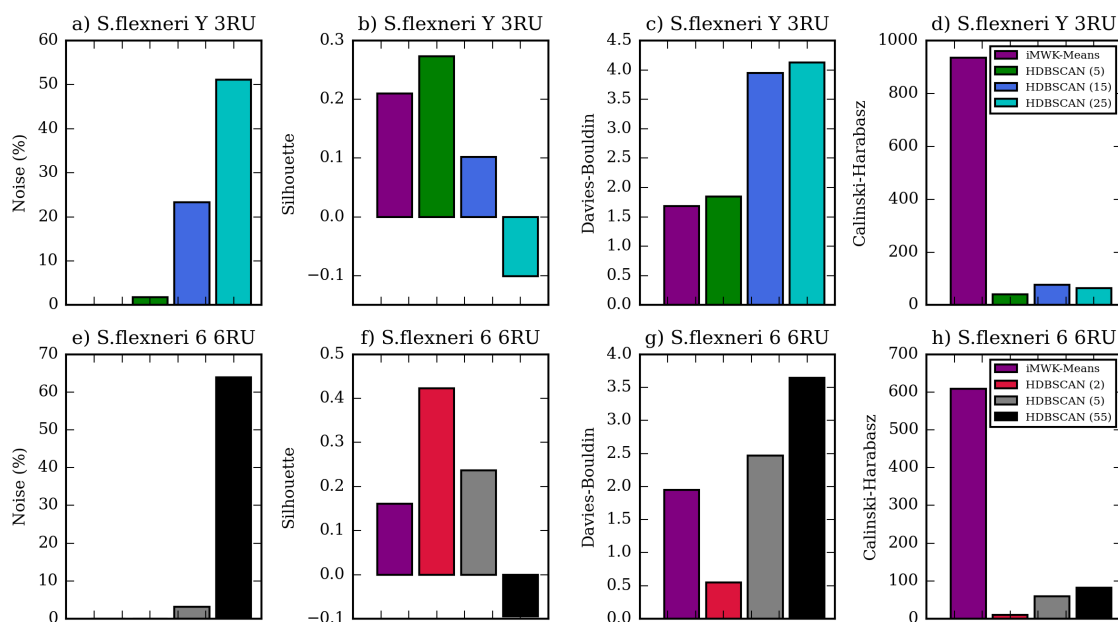 a) S.flexneri Y 3RU
60
50
40
30
20
10
0
Noise (%)
b) S.flexneri Y 3RU
0.3
0.2
0.1
0.0
−0.1
Silhouette
c) S.flexneri Y 3RU
4.5
4.0
3.5
3.0
2.5
2.0
1.5
1.0
0.5
0.0
Davies-Bouldin
d) S.flexneri Y 3RU
1000
800
600
400
200
0
Calinski-Harabasz
iMWK-Means
HDBSCAN (5)
HDBSCAN (15)
HDBSCAN (25)
e) S.flexneri 6 6RU
70
60
50
40
30
20
10
0
Noise (%)
f) S.flexneri 6 6RU
0.5
0.4
0.3
0.2
0.1
0.0
−0.1
Silhouette
g) S.flexneri 6 6RU
4.0
3.5
3.0
2.5
2.0
1.5
1.0
0.5
0.0
Davies-Bouldin
h) S.flexneri 6 6RU
700
600
500
400
300
200
100
0
Calinski-Harabasz
iMWK-Means
HDBSCAN (2)
HDBSCAN (5)
HDBSCAN (55)